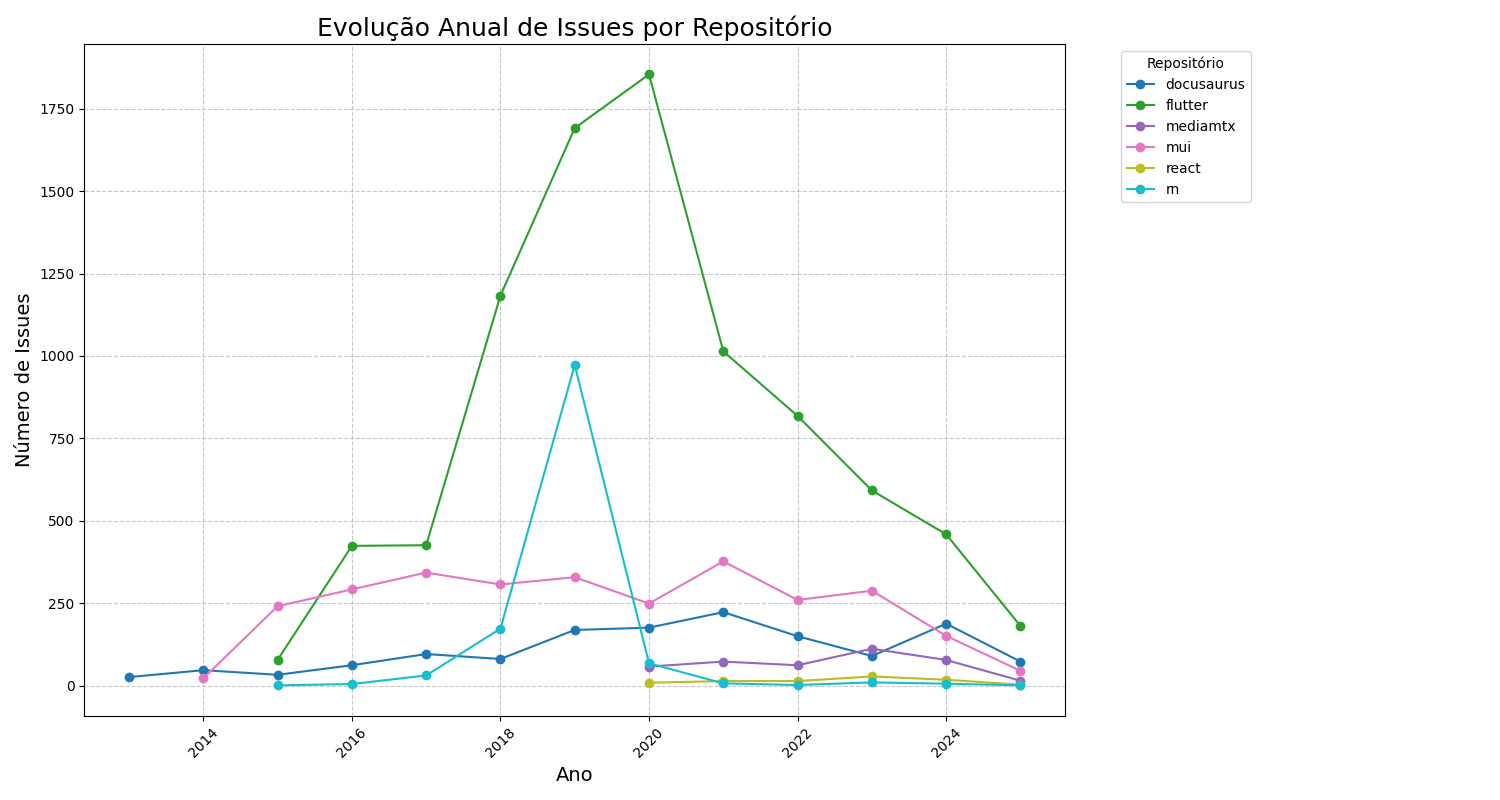 Evolução Anual de Issues por Repositório
Número de Issues
1750
1500
1250
1000
750
500
250
0
2014
2016
2018
2020
2022
2024
Ano
Repositório
docusaurus
flutter
mediamtx
mui
react
rn